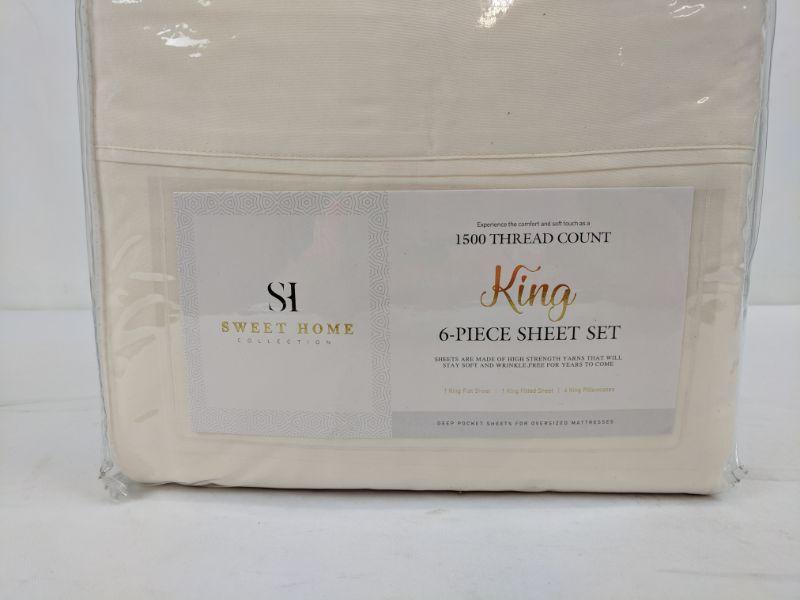 SH
SWEET HOME
COLLECTION
Experience the comfort and soft touch as a
1500 THREAD COUNT
King
6-PIECE SHEET SET
SHEETS ARE MADE OF HIGH STRENGTH YARNS THAT WILL
STAY SOFT AND WRINKLE.FREE FOR YEARS TO COME
1 King Flat Sheet | 1 King Fitted Sheet | 4 King Pillowcases
DEEP POCKET SHEETS FOR OVERSIZED MATTRESSES